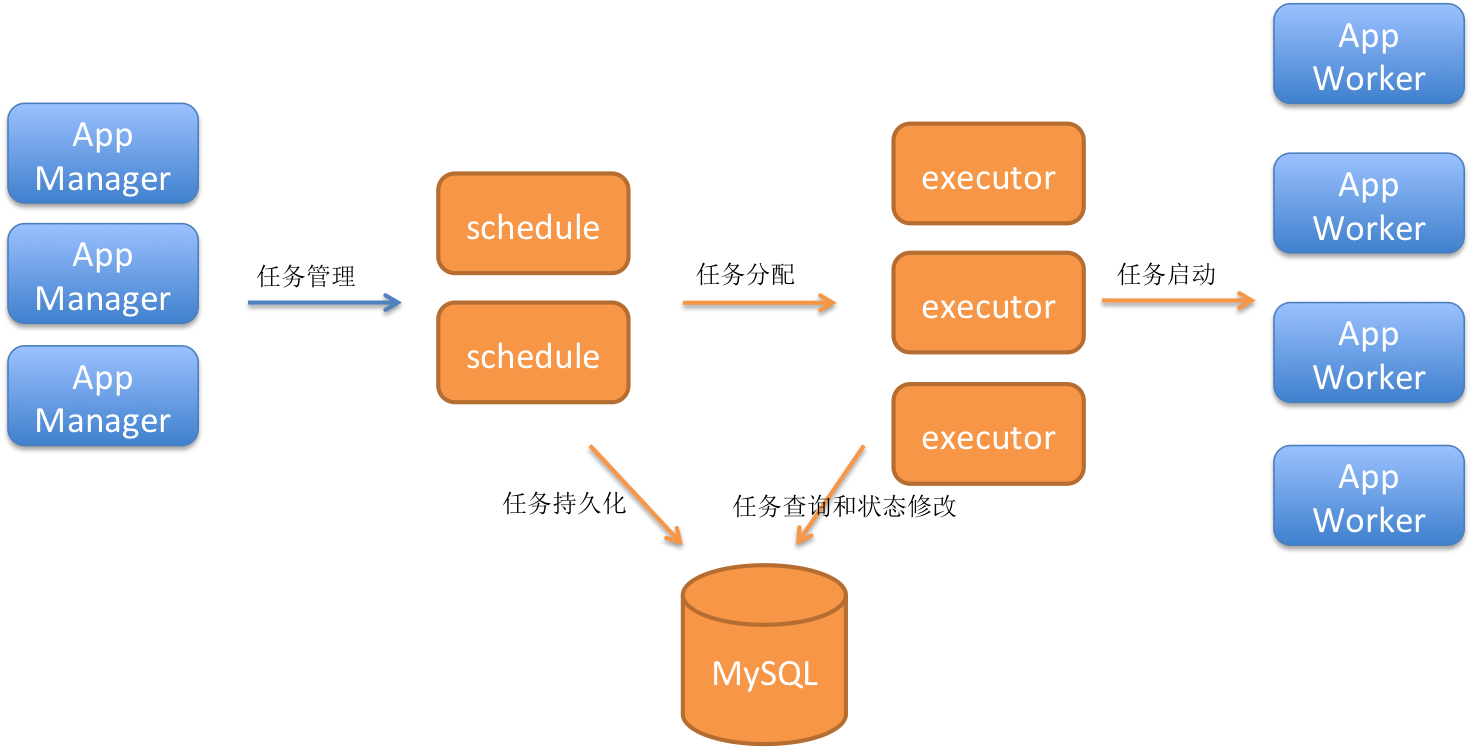 App
Manager
App
Manager
App
Manager
任务管理
schedule
schedule
任务分配
executor
executor
executor
任务启动
App
Worker
App
Worker
App
Worker
App
Worker
任务持久化
任务查询和状态修改
MySQL